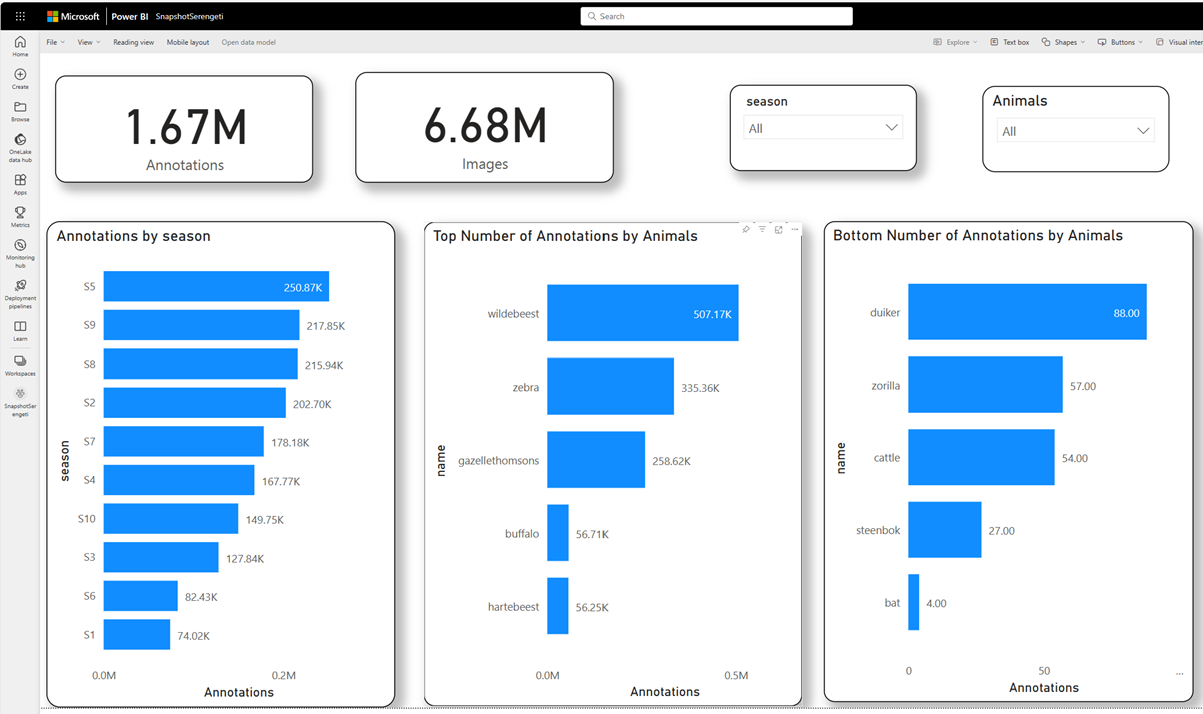 Microsoft Power BI SnapshotSerengeti
Search
File View Reading view Mobile layout Open data model
Explore Text box Shapes Buttons Visual inter
Home
Create
Browse
OneLake
data hub
Apps
Metrics
Monitoring
hub
Deployment
pipelines
Learn
Workspaces
SnapshotSer
engeti
1.67M
Annotations
6.68M
Images
season
All
Animals
All
Annotations by season
season
S5 250.87K
S9 217.85K
S8 215.94K
S2 202.70K
S7 178.18K
S4 167.77K
S10 149.75K
S3 127.84K
S6 82.43K
S1 74.02K
0.0M 0.2M
Annotations
Top Number of Annotations by Animals
name
wildebeest 507.17K
zebra 335.36K
gazellethomsons 258.62K
buffalo 56.71K
hartebeest 56.25K
0.0M 0.5M
Annotations
Bottom Number of Annotations by Animals
name
duiker 88.00
zorilla 57.00
cattle 54.00
steenbok 27.00
bat 4.00
0 50 ...
Annotations